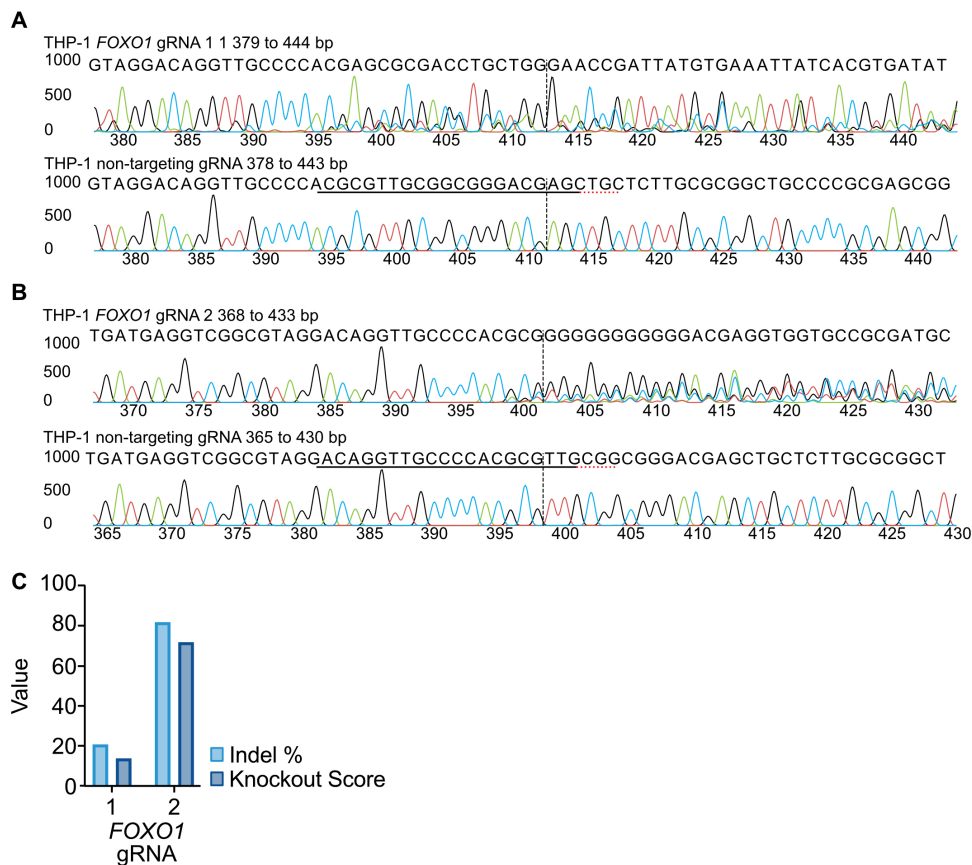 A
THP-1 FOXO1 gRNA 1 1 379 to 444 bp
1000
GTAGGACAGGTTGCCCCACGAGCGCGACCTGCTGGGAACCGATTATGTGAAATTATCACGTGATAT
500
0
380 385 390 395 400 405 410 415 420 425 430 435 440
THP-1 non-targeting gRNA 378 to 443 bp
1000
GTAGGACAGGTTGCCCCACGCGTTGCGGCGGGACGAGCTGCTCTTGCGCGGCTGCCCCGCGAGCGG
500
0
380 385 390 395 400 405 410 415 420 425 430 435 440
B
THP-1 FOXO1 gRNA 2 368 to 433 bp
TGATGAGGTCGGCGTAGGACAGGTTGCCCCACGCGGGGGGGGGGGGACGAGGTGGTGCCGCGATGC
1000
500
0
370 375 380 385 390 395 400 405 410 415 420 425 430
THP-1 non-targeting gRNA 365 to 430 bp
1000
TGATGAGGTCGGCGTAGGACAGGTTGCCCCACGCGTTGCGGCGGGACGAGCTGCTCTTGCGCGGCT
500
0
365 370 375 380 385 390 395 400 405 410 415 420 425 430
C
100
80
60
40
20
0
Value
1 2
FOXO1
gRNA
Indel %
Knockout Score